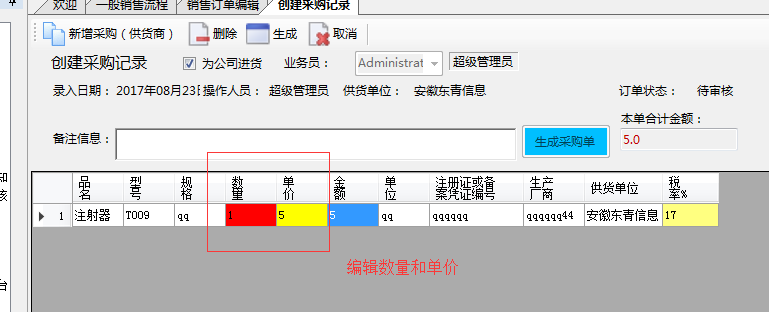 欢迎 一般销售流程 销售订单编辑 创建采购记录
新增采购（供货商） 删除 生成 取消
创建采购记录 为公司进货 业务员： Administrat 超级管理员
录入日期： 2017年08月23日 操作人员： 超级管理员 供货单位： 安徽东青信息 订单状态： 待审核
本单合计金额：
备注信息： 生成采购单 5.0
知
核
品名 型号 规格 数量 单价 金额 单位 注册证或备案凭证编号 生产厂商 供货单位 税率%
1 注射器 T009 qq 1 5 5 qq qqqqqq qqqqqq44 安徽东青信息 17
编辑数量和单价
台